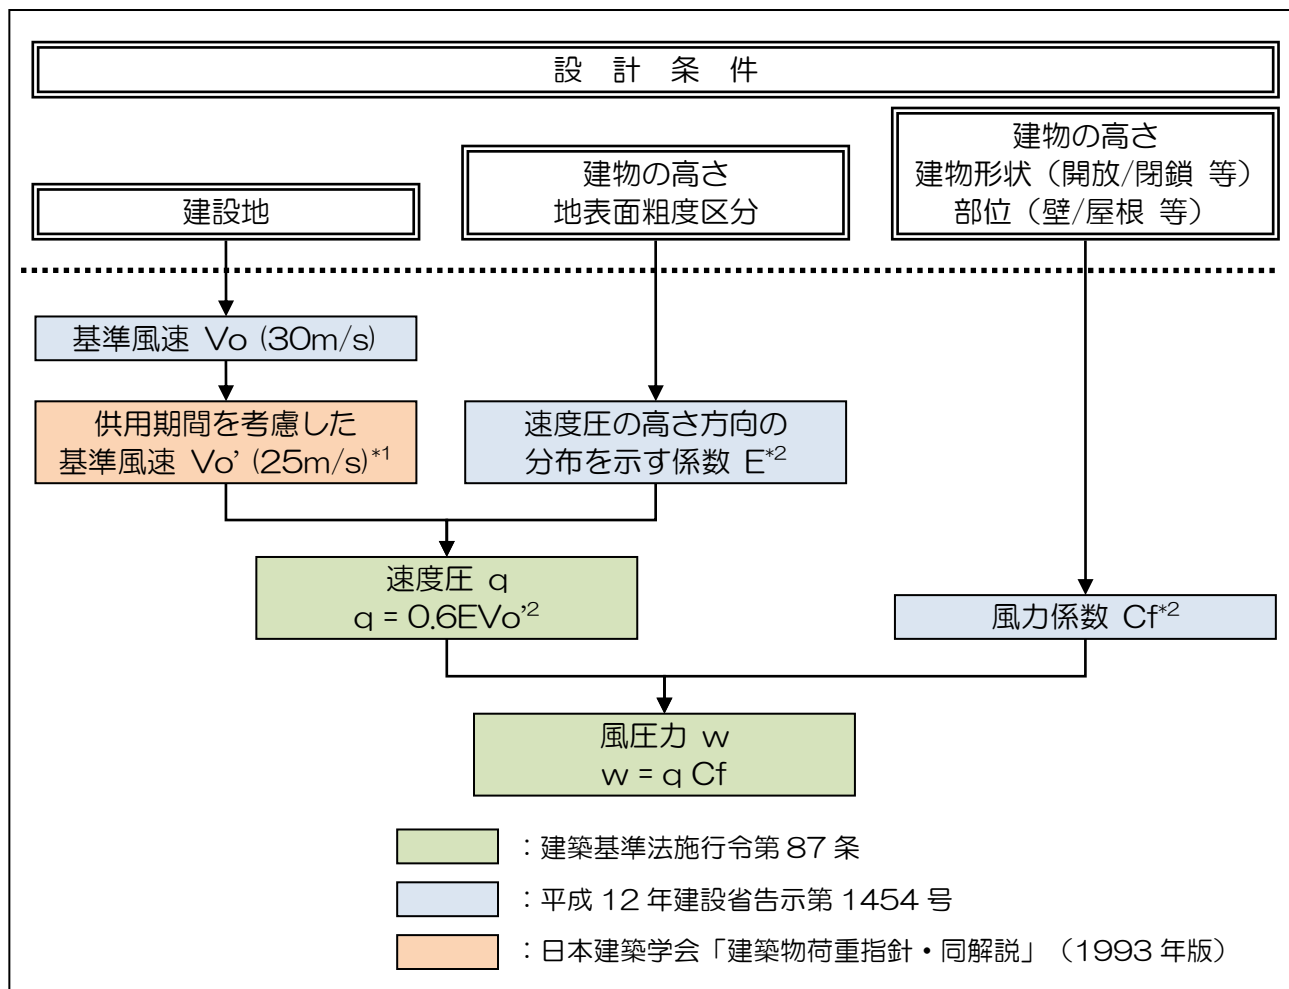 設 計 条 件
建設地
建物の高さ
地表面粗度区分
建物の高さ
建物形状（開放/閉鎖 等）
部位（壁/屋根 等）
基準風速 Vo (30m/s)
供用期間を考慮した
基準風速 Vo' (25m/s)*1
速度圧の高さ方向の
分布を示す係数 E*2
速度圧 q
q = 0.6EVo'2
風力係数 Cf*2
風圧力 w
w = q Cf
：建築基準法施行令第 87 条
：平成 12 年建設省告示第 1454 号
：日本建築学会「建築物荷重指針・同解説」（1993 年版）